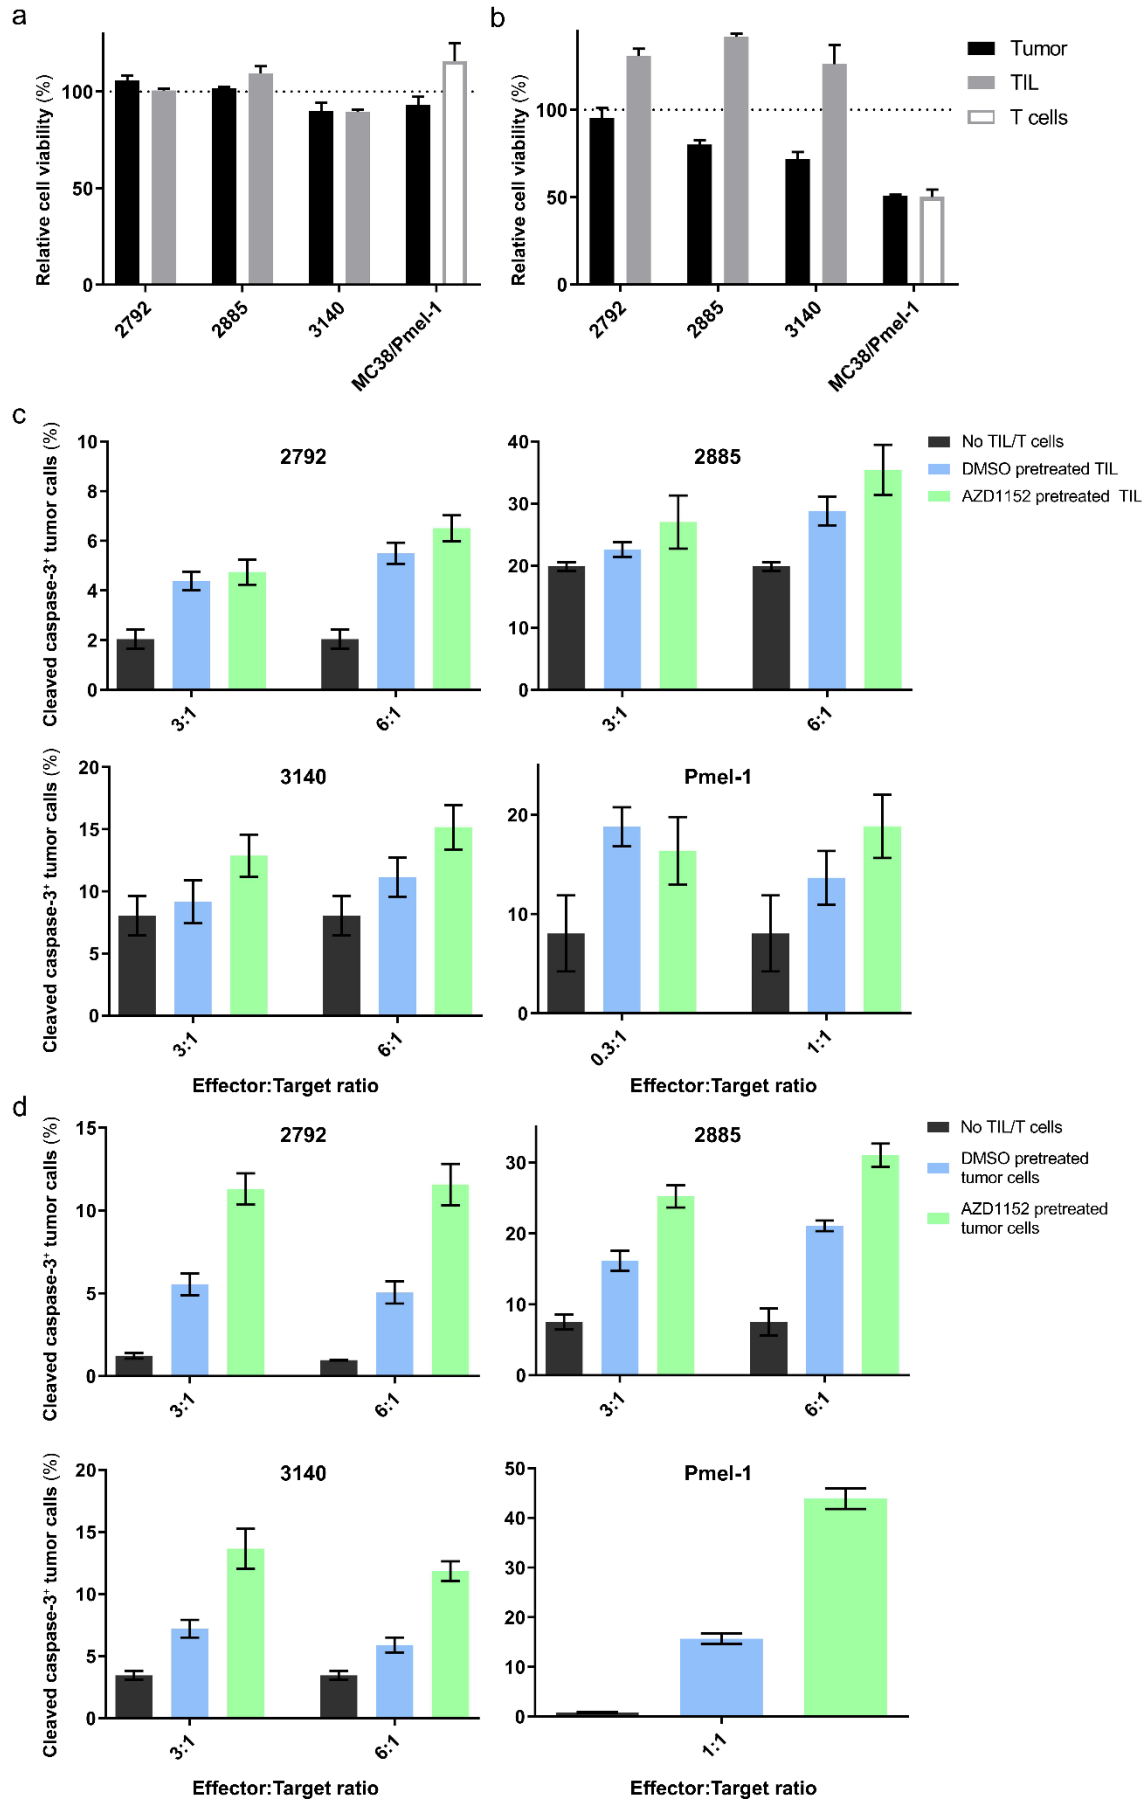 a
Relative cell viability (%)
100
50
0
2792
2885
3140
MC38/Pmel-1
b
Relative cell viability (%)
100
50
0
2792
2885
3140
MC38/Pmel-1
Tumor
TIL
T cells
c
Cleaved caspase-3⁺ tumor calls (%)
10
8
6
4
2
0
2792
3:1
6:1
40
30
20
10
0
2885
3:1
6:1
No TIL/T cells
DMSO pretreated TIL
AZD1152 pretreated TIL
Cleaved caspase-3⁺ tumor calls (%)
20
15
10
5
0
3140
3:1
6:1
Effector:Target ratio
20
10
0
Pmel-1
0.3:1
1:1
Effector:Target ratio
d
Cleaved caspase-3⁺ tumor calls (%)
15
10
5
0
2792
3:1
6:1
30
20
10
0
2885
3:1
6:1
No TIL/T cells
DMSO pretreated
tumor cells
AZD1152 pretreated
tumor cells
Cleaved caspase-3⁺ tumor calls (%)
20
15
10
5
0
3140
3:1
6:1
Effector:Target ratio
50
40
30
20
10
0
Pmel-1
1:1
Effector:Target ratio